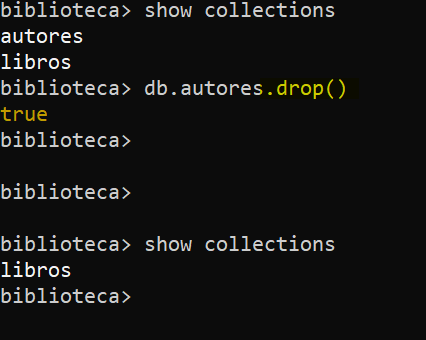 biblioteca> show collections
autores
libros
biblioteca> db.autores.drop()
true
biblioteca>
biblioteca>
biblioteca> show collections
libros
biblioteca>